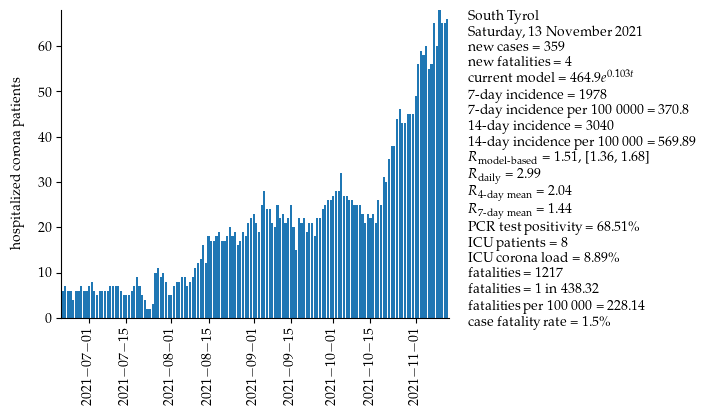 South Tyrol
Saturday, 13 November 2021
new cases = 359
new fatalities = 4
current model = 464.9e^0.103t
7-day incidence = 1978
7-day incidence per 100 0000 = 370.8
14-day incidence = 3040
14-day incidence per 100 000 = 569.89
R model-based = 1.51, [1.36, 1.68]
R daily = 2.99
R 4-day mean = 2.04
R 7-day mean = 1.44
PCR test positivity = 68.51%
ICU patients = 8
ICU corona load = 8.89%
fatalities = 1217
fatalities = 1 in 438.32
fatalities per 100 000 = 228.14
case fatality rate = 1.5%
hospitalized corona patients
60
50
40
30
20
10
0
2021−07−01
2021−07−15
2021−08−01
2021−08−15
2021−09−01
2021−09−15
2021−10−01
2021−10−15
2021−11−01